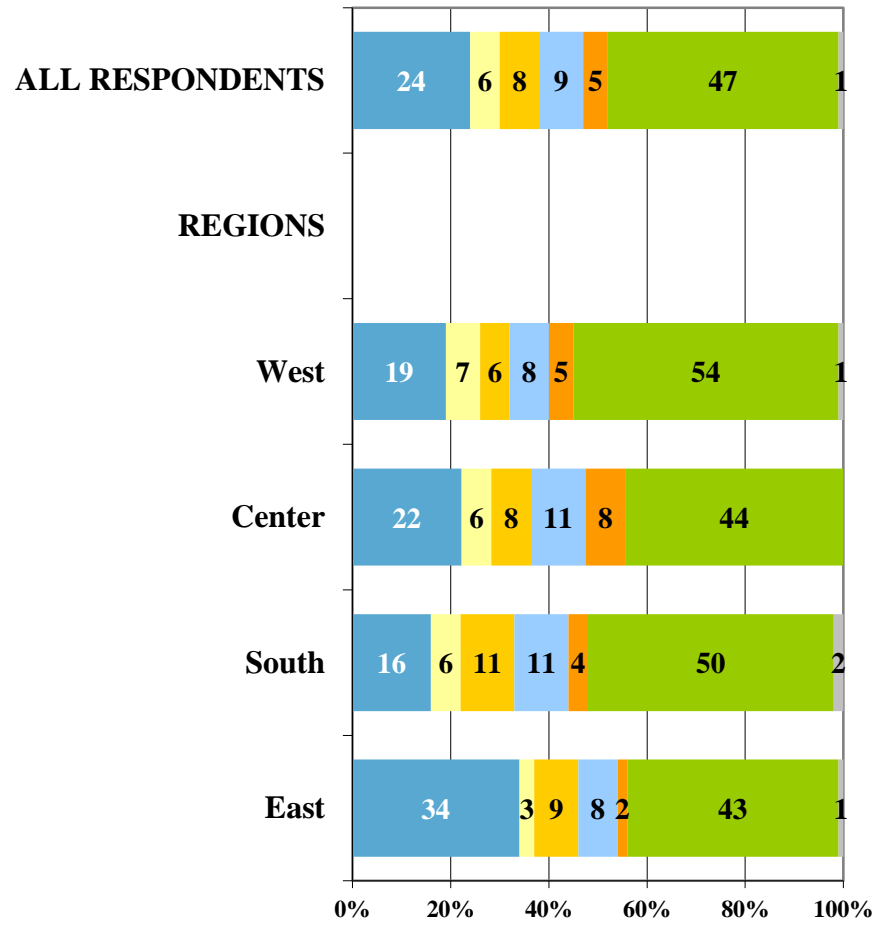 ALL RESPONDENTS 24 6 8 9 5 47 1
REGIONS
West 19 7 6 8 5 54 1
Center 22 6 8 11 8 44
South 16 6 11 11 4 50 2
East 34 3 9 8 2 43 1
0% 20% 40% 60% 80% 100%